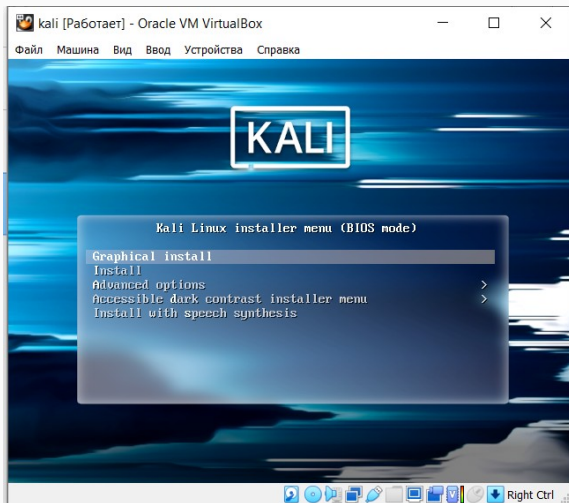 kali [Работает] - Oracle VM VirtualBox
Файл Машина Вид Ввод Устройства Справка
KALI
Kali Linux installer menu (BIOS mode)
Graphical install
Install
Advanced options >
Accessible dark contrast installer menu >
Install with speech synthesis
Right Ctrl